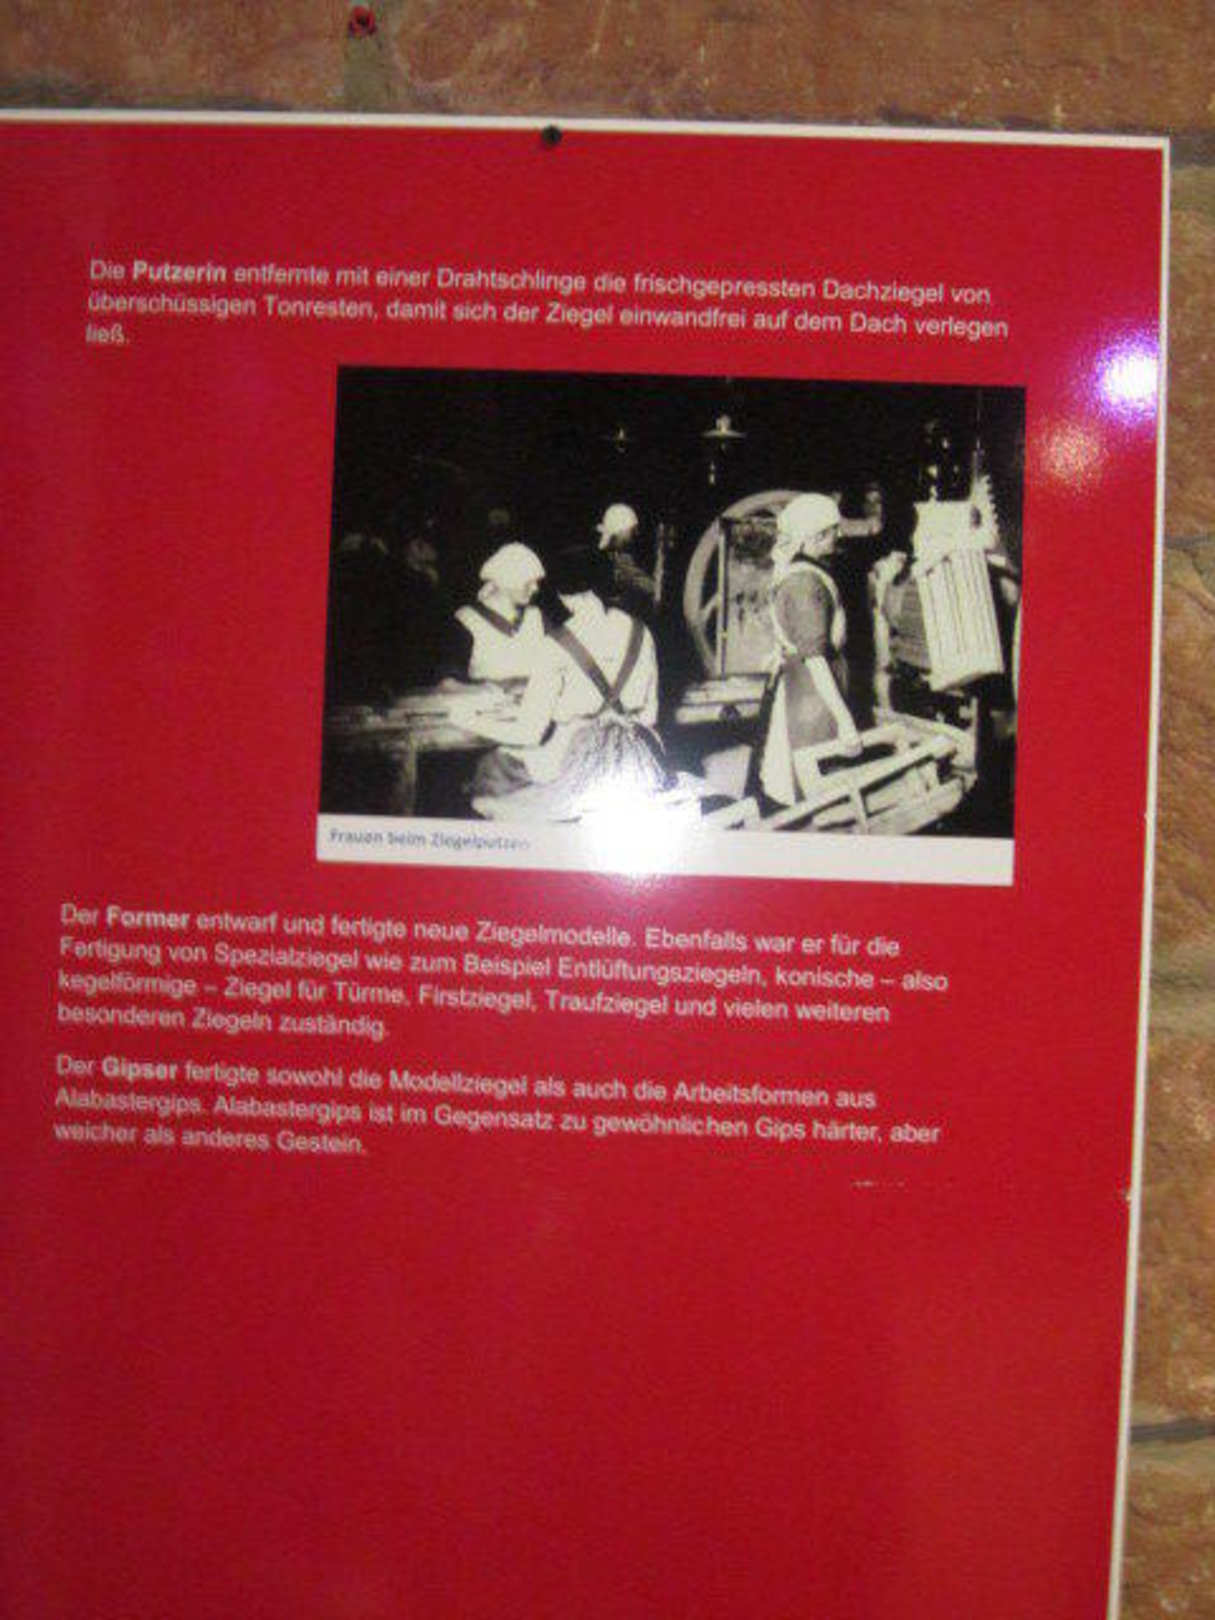 Die Putzerin entfernte mit einer Drahtschlinge die frischgepressten Dachziegel von
überschüssigen Tonresten, damit sich der Ziegel einwandfrei auf dem Dach verlegen
ließ.
Frauen beim Ziegelputzen
Der Former entwarf und fertigte neue Ziegelmodelle. Ebenfalls war er für die
Fertigung von Spezialziegel wie zum Beispiel Entlüftungsziegeln, konische – also
kegelförmige – Ziegel für Türme, Firstziegel, Traufziegel und vielen weiteren
besonderen Ziegeln zuständig.
Der Gipser fertigte sowohl die Modellziegel als auch die Arbeitsformen aus
Alabastergips. Alabastergips ist im Gegensatz zu gewöhnlichen Gips härter, aber
weicher als anderes Gestein.